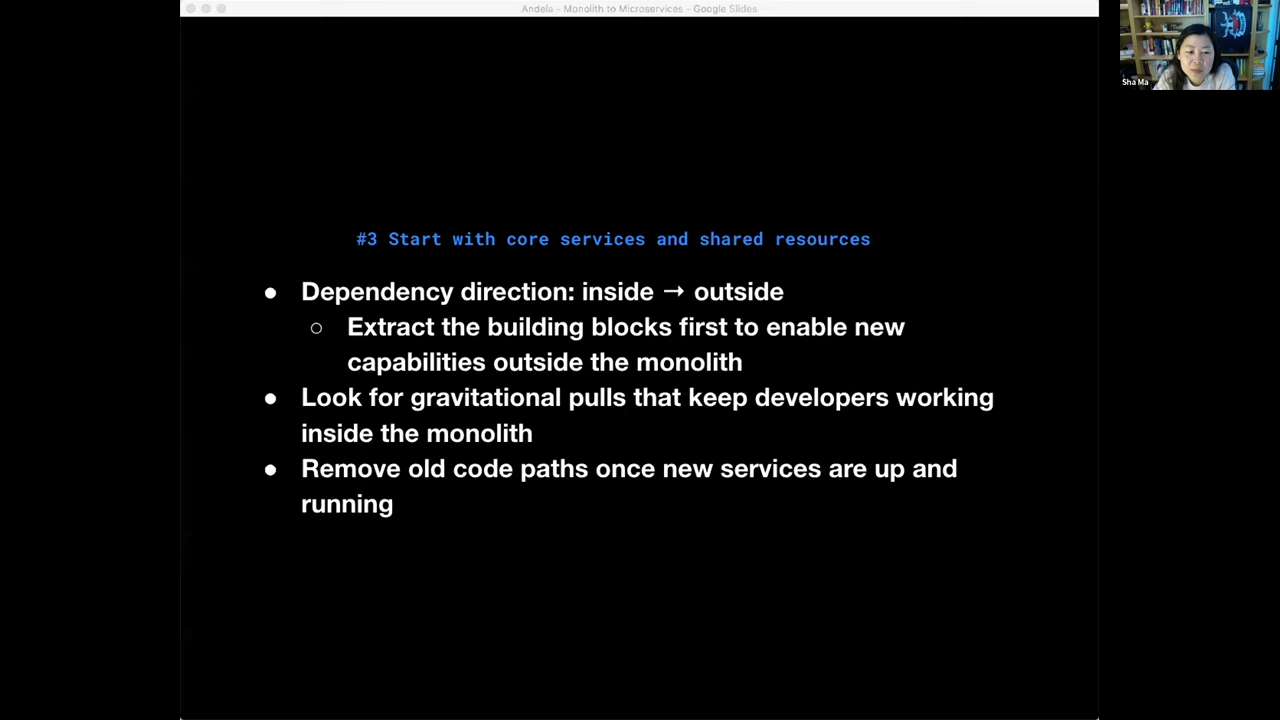 Andela - Monolith to Microservices - Google Slides
Sha Ma
#3 Start with core services and shared resources
● Dependency direction: inside → outside
○ Extract the building blocks first to enable new
capabilities outside the monolith
● Look for gravitational pulls that keep developers working
inside the monolith
● Remove old code paths once new services are up and
running